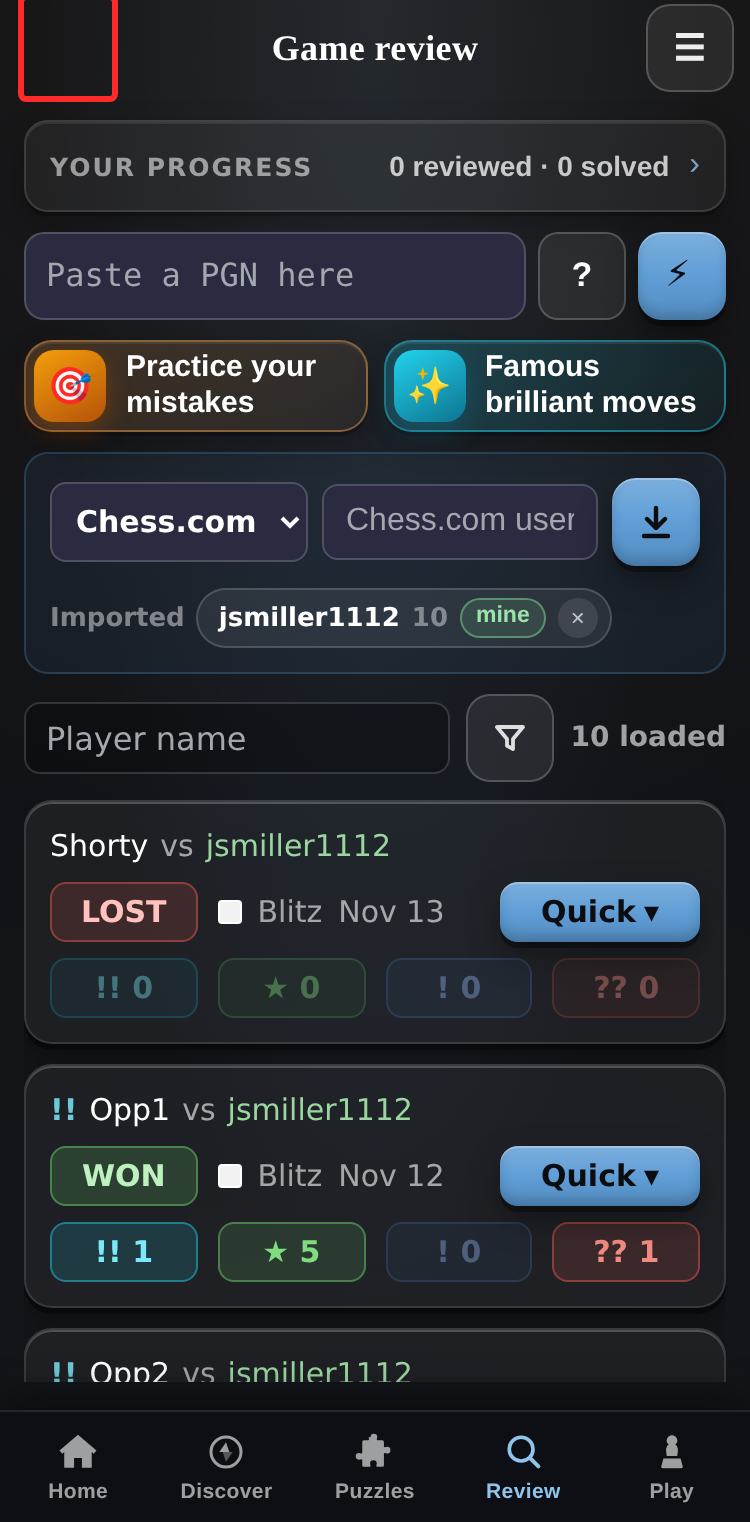 Game review
YOUR PROGRESS 0 reviewed · 0 solved ›
Paste a PGN here ?
Practice your
mistakes
Famous
brilliant moves
Chess.com Chess.com user
Imported jsmiller1112 10 mine ×
Player name 10 loaded
Shorty vs jsmiller1112
LOST Blitz Nov 13 Quick ▾
!! 0 ★ 0 ! 0 ?? 0
!! Opp1 vs jsmiller1112
WON Blitz Nov 12 Quick ▾
!! 1 ★ 5 ! 0 ?? 1
!! Opp2 vs jsmiller1112
Home Discover Puzzles Review Play